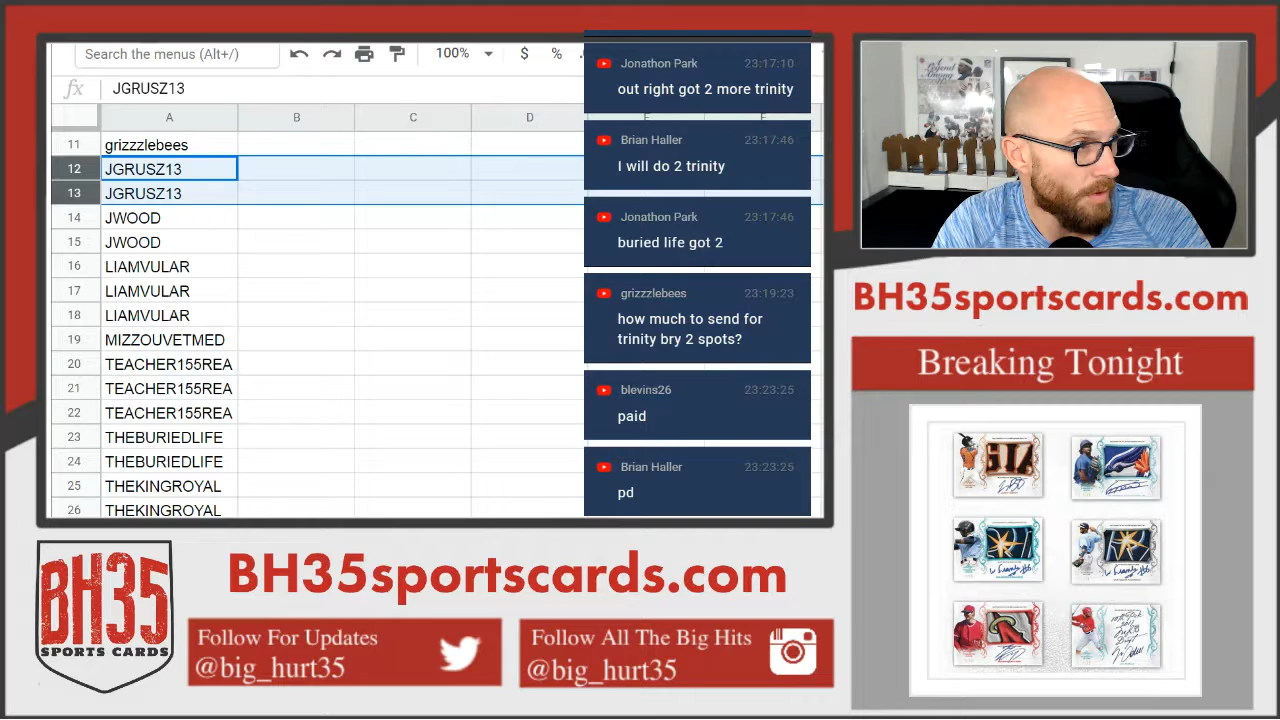 Search the menus (Alt+/)
100%
$
%
fx
JGRUSZ13
A
B
C
D
11 grizzzlebees
12 JGRUSZ13
13 JGRUSZ13
14 JWOOD
15 JWOOD
16 LIAMVULAR
17 LIAMVULAR
18 LIAMVULAR
19 MIZZOUVETMED
20 TEACHER155REA
21 TEACHER155REA
22 TEACHER155REA
23 THEBURIEDLIFE
24 THEBURIEDLIFE
25 THEKINGROYAL
26 THEKINGROYAL
Jonathon Park 23:17:10
out right got 2 more trinity
Brian Haller 23:17:46
I will do 2 trinity
Jonathon Park 23:17:46
buried life got 2
grizzzlebees 23:19:23
how much to send for
trinity bry 2 spots?
blevins26 23:23:25
paid
Brian Haller 23:23:25
pd
BH35sportscards.com
Breaking Tonight
BH35
SPORTS CARDS
BH35sportscards.com
Follow For Updates
@big_hurt35
Follow All The Big Hits
@big_hurt35